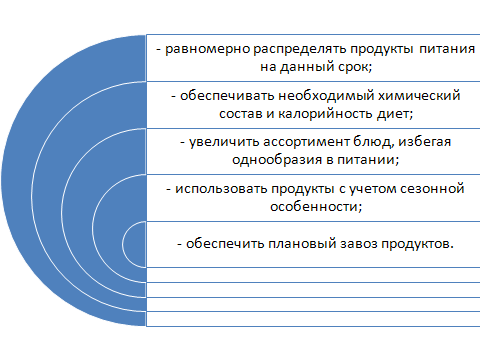 - равномерно распределять продукты питания
на данный срок;
- обеспечивать необходимый химический
состав и калорийность диет;
- увеличить ассортимент блюд, избегая
однообразия в питании;
- использовать продукты с учетом сезонной
особенности;
- обеспечить плановый завоз продуктов.